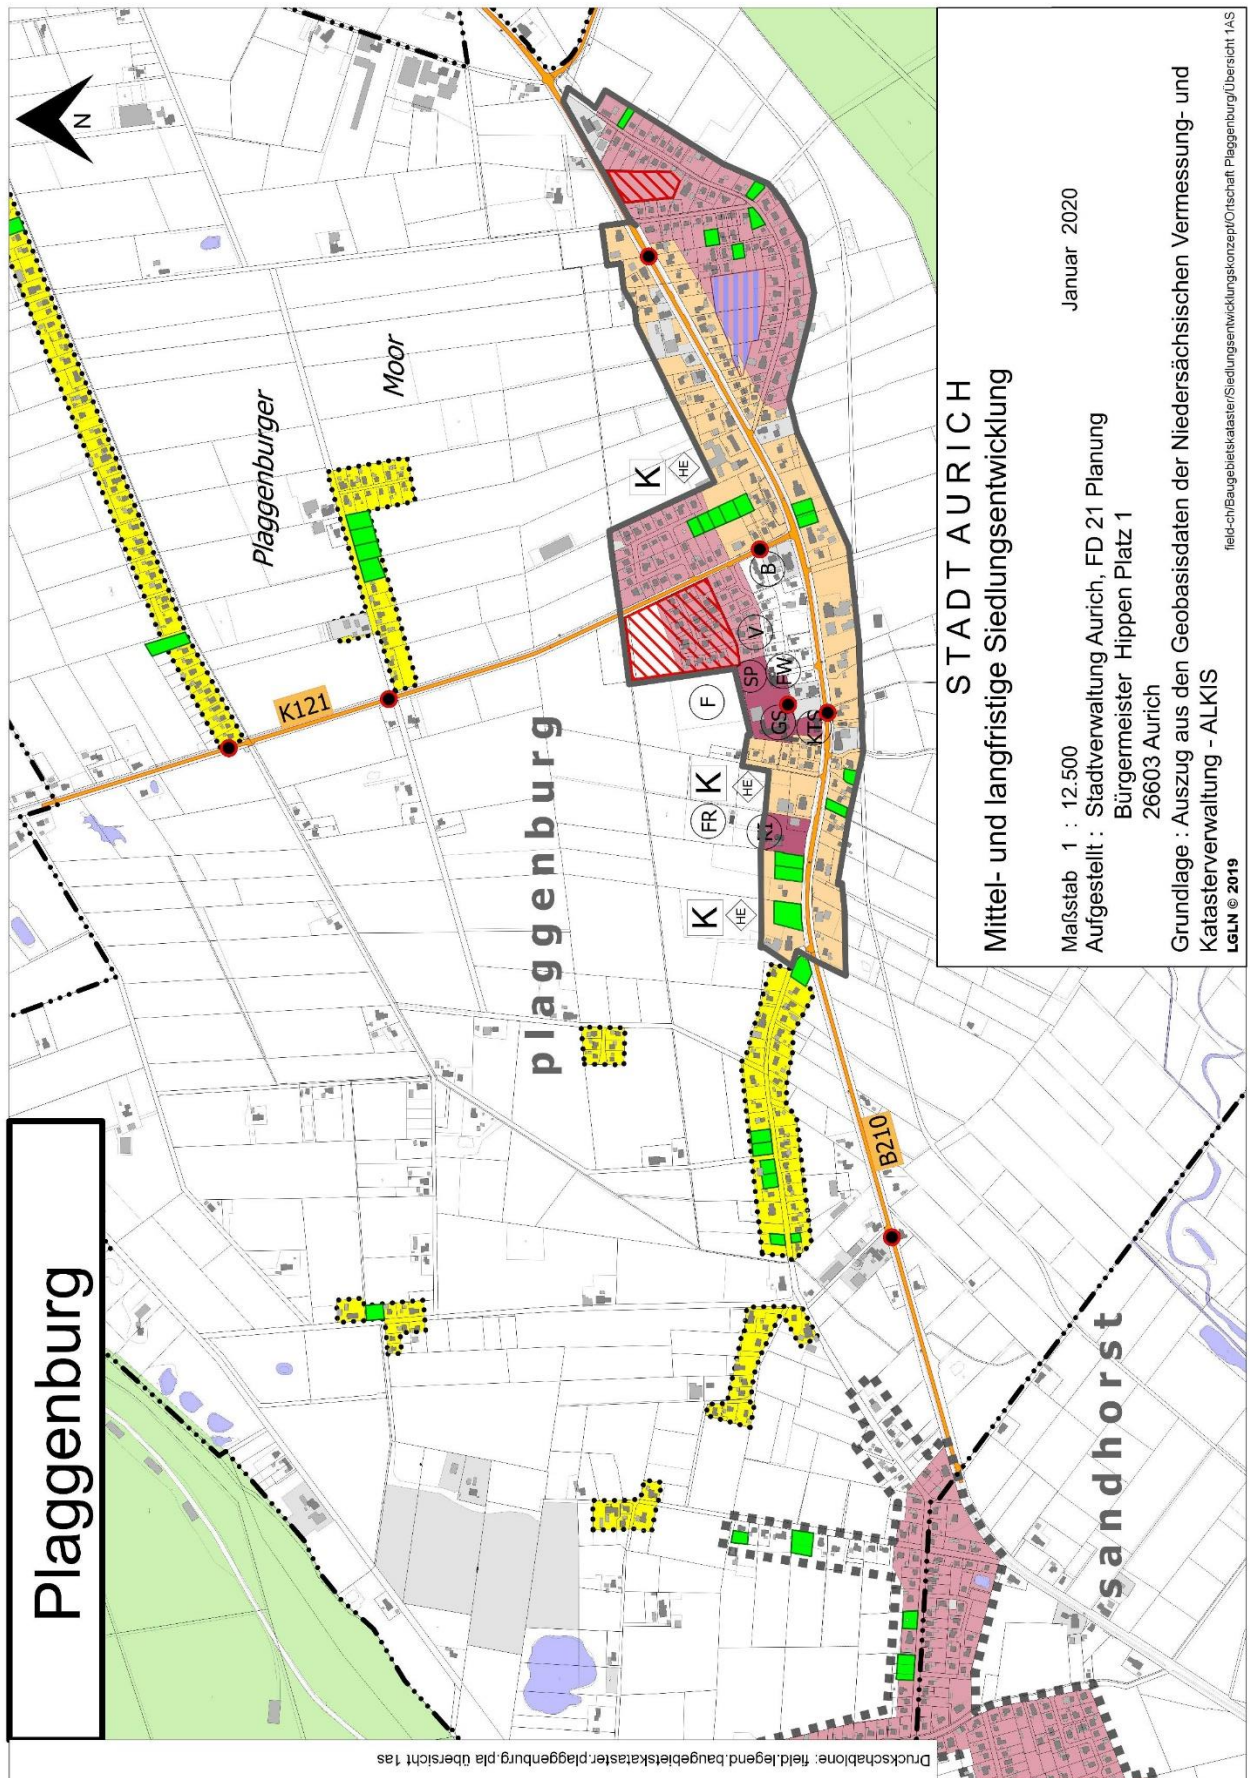 Plaggenburg
N
Plaggenburger
Moor
K121
plaggenburg
K
HE
F
SP
V
B
FW
GS
KTS
K
HE
FR
KI
K
HE
B210
sandhorst
STADT AURICH
Mittel- und langfristige Siedlungsentwicklung
Maßstab 1 : 12.500
Januar 2020
Aufgestellt : Stadtverwaltung Aurich, FD 21 Planung
Bürgermeister Hippen Platz 1
26603 Aurich
Grundlage : Auszug aus den Geobasisdaten der Niedersächsischen Vermessung- und
Katasterverwaltung - ALKIS
LGLN © 2019
field-ch/Baugebietskataster/Siedlungsentwicklungskonzept/Ortschaft Plaggenburg/Übersicht 1AS
Druckschablone: field.legend.baugebietskataster.plaggenburg.pla übersicht 1as